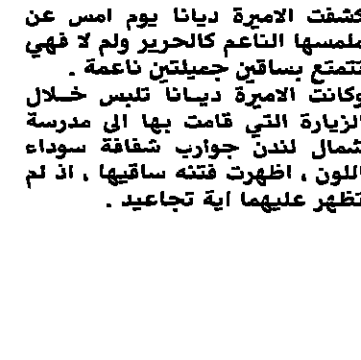 كشفت الاميرة ديانا يوم امس عن
ملمسها الناعم كالحرير ولم لا فهي
تتمتع بساقين جميلتين ناعمة .
وكانت الاميرة ديـانا تلبس خـلال
الزيارة التي قامت بها الى مدرسة
شمال لندن جوارب شفافة سوداء
اللون ، اظهرت فتنه ساقيها ، اذ لم
تظهر عليهما اية تجاعيد .